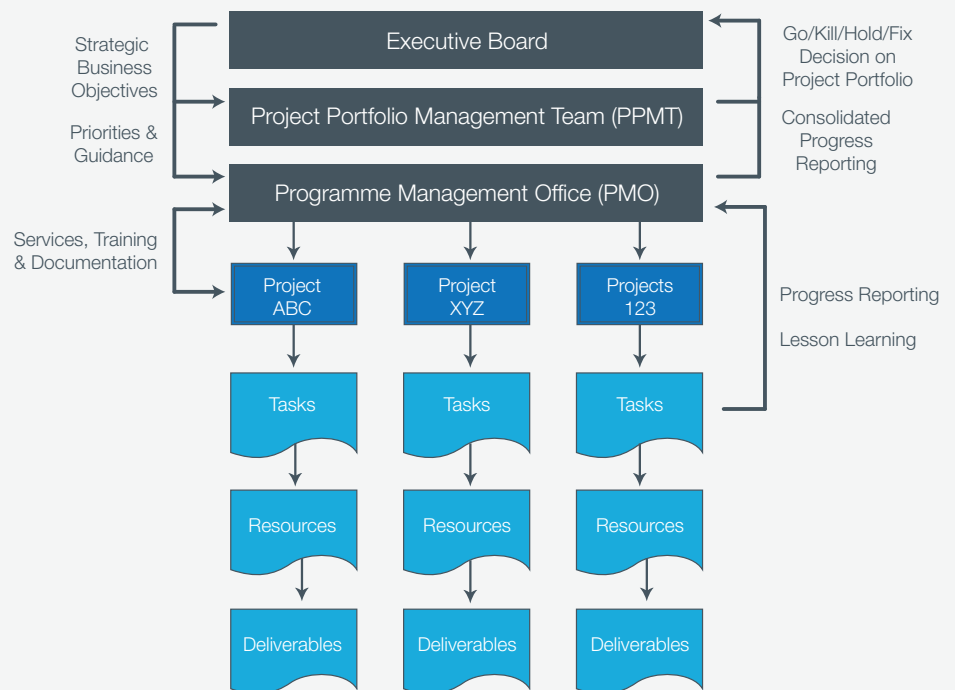 Executive Board
Strategic
Business
Objectives
Go/Kill/Hold/Fix
Decision on
Project Portfolio
Project Portfolio Management Team (PPMT)
Priorities &
Guidance
Consolidated
Progress
Reporting
Programme Management Office (PMO)
Services, Training
& Documentation
Project
ABC
Project
XYZ
Projects
123
Progress Reporting
Lesson Learning
Tasks
Tasks
Tasks
Resources
Resources
Resources
Deliverables
Deliverables
Deliverables